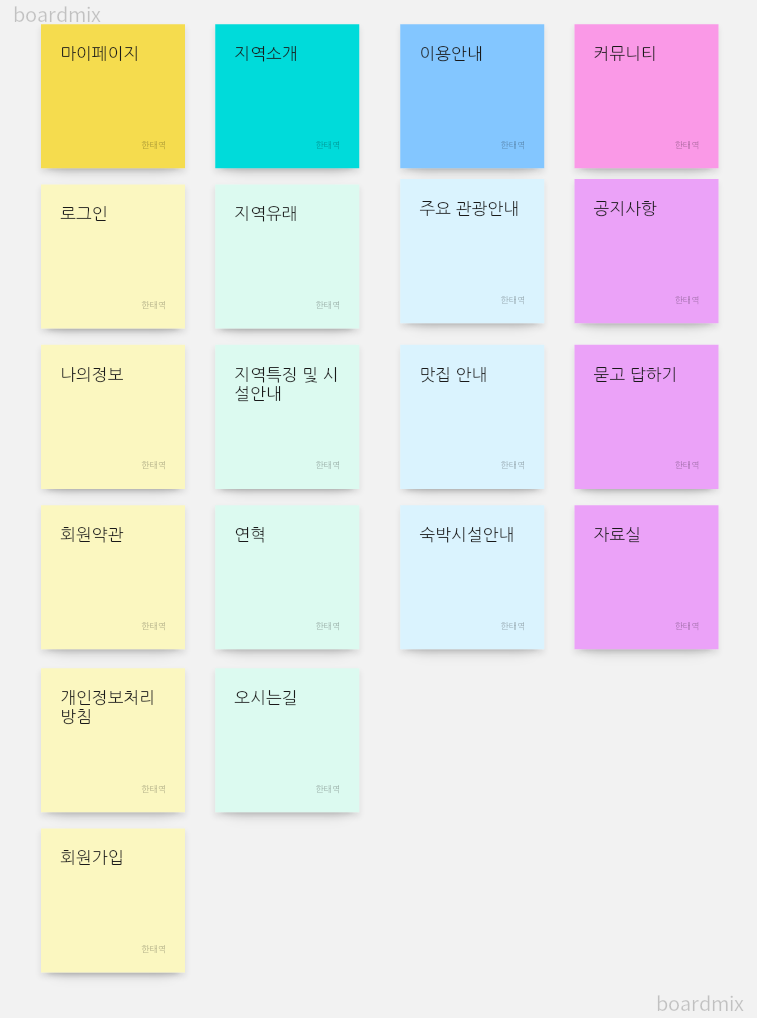 boardmix
마이페이지
한태역
지역소개
한태역
이용안내
한태역
커뮤니티
한태역
로그인
한태역
지역유래
한태역
주요 관광안내
한태역
공지사항
한태역
나의정보
한태역
지역특징 및 시
설안내
한태역
맛집 안내
한태역
묻고 답하기
한태역
회원약관
한태역
연혁
한태역
숙박시설안내
한태역
자료실
한태역
개인정보처리
방침
한태역
오시는길
한태역
회원가입
한태역
boardmix